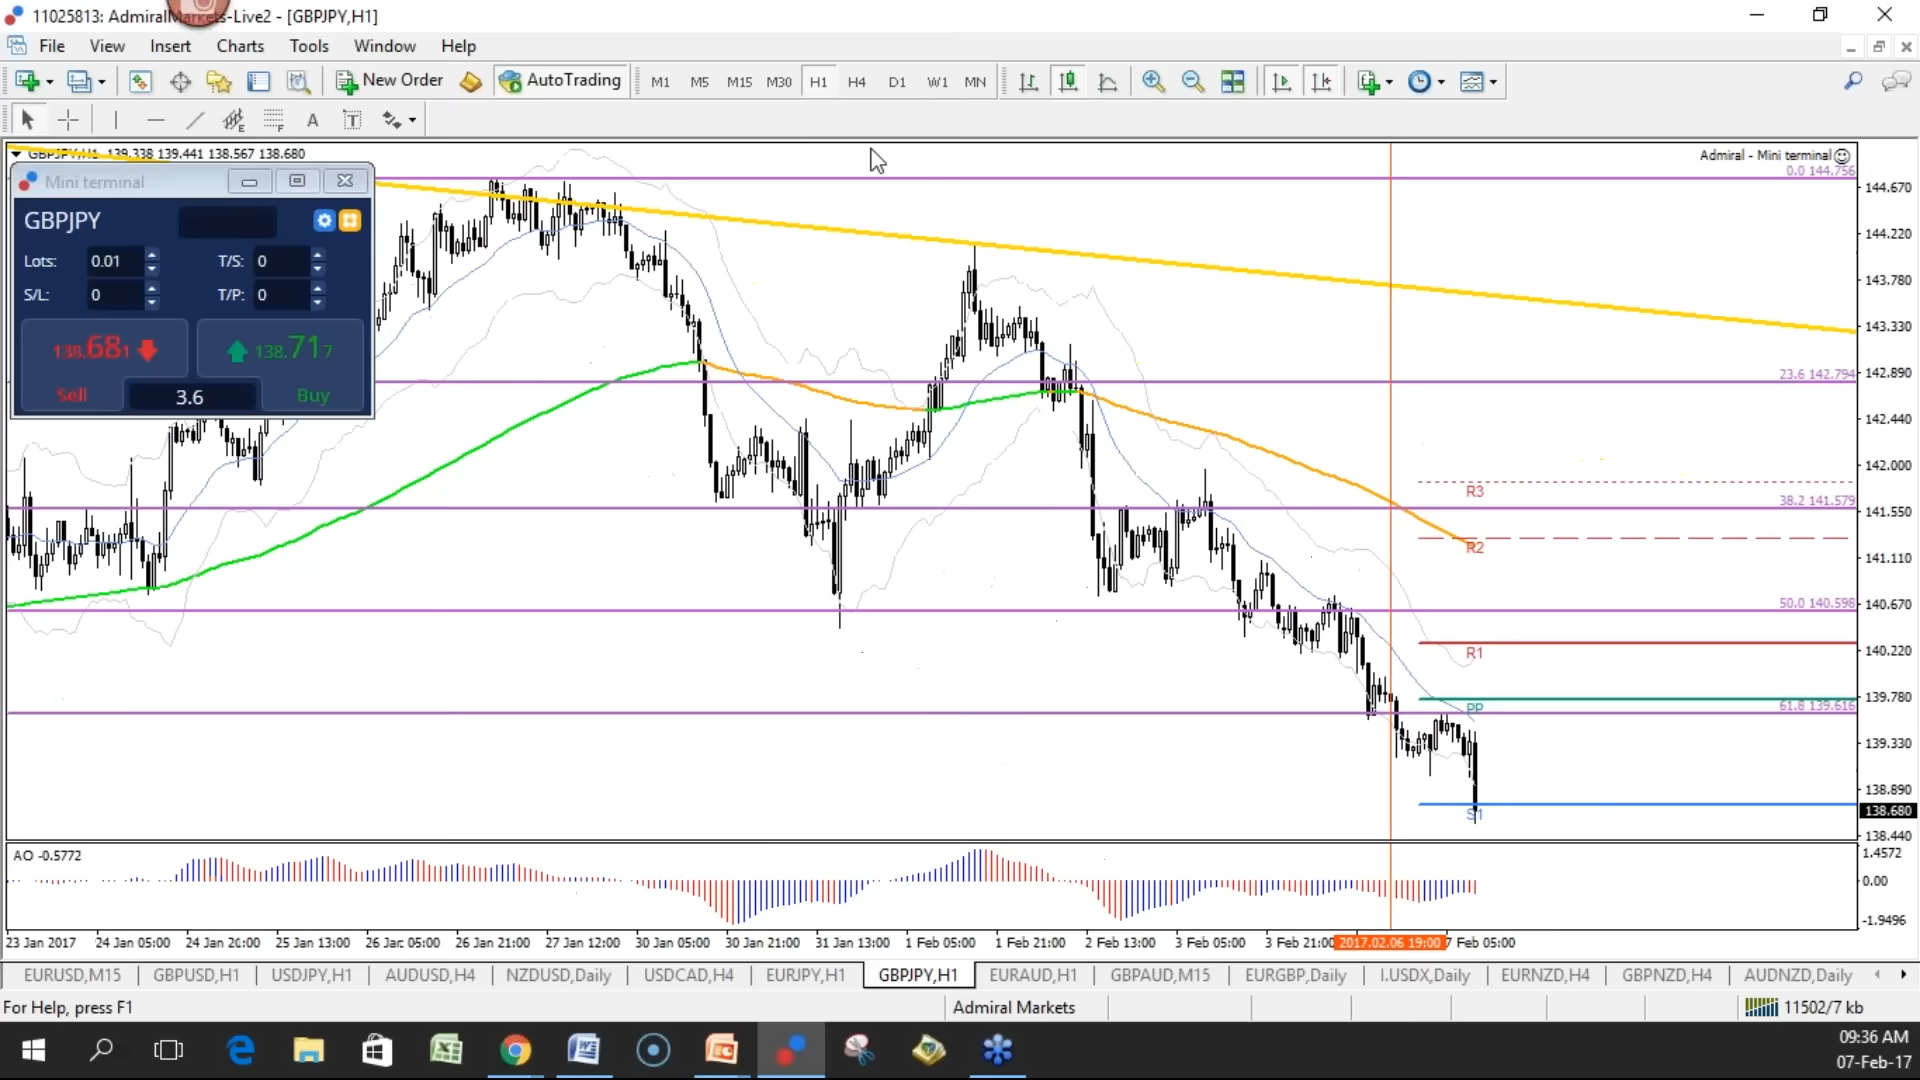 11025813: AdmiralMarkets-Live2 - [GBPJPY,H1]
File View Insert Charts Tools Window Help
New Order AutoTrading M1 M5 M15 M30 H1 H4 D1 W1 MN
A T
GBPJPY,H1 139.338 139.441 138.567 138.680
Admiral - Mini terminal
0.0 144.756
Mini terminal
GBPJPY
Lots: 0.01 T/S: 0
S/L: 0 T/P: 0
138.681 138.717
Sell 3.6 Buy
144.670
144.220
143.780
143.330
142.890
23.6 142.794
142.440
142.000
R3
38.2 141.579
141.550
R2
141.110
50.0 140.598
140.670
R1
140.220
139.780
PP
61.8 139.616
139.330
138.890
S1
138.680
138.440
AO -0.5772
1.4572
0.00
-1.9496
23 Jan 2017 24 Jan 05:00 24 Jan 20:00 25 Jan 13:00 26 Jan 05:00 26 Jan 21:00 27 Jan 12:00 30 Jan 05:00 30 Jan 21:00 31 Jan 13:00 1 Feb 05:00 1 Feb 21:00 2 Feb 13:00 3 Feb 05:00 3 Feb 21:00 2017.02.06 19:00 7 Feb 05:00
EURUSD,M15 GBPUSD,H1 USDJPY,H1 AUDUSD,H4 NZDUSD,Daily USDCAD,H4 EURJPY,H1 GBPJPY,H1 EURAUD,H1 GBPAUD,M15 EURGBP,Daily I.USDX,Daily EURNZD,H4 GBPNZD,H4 AUDNZD,Daily
For Help, press F1
Admiral Markets
11502/7 kb
09:36 AM
07-Feb-17